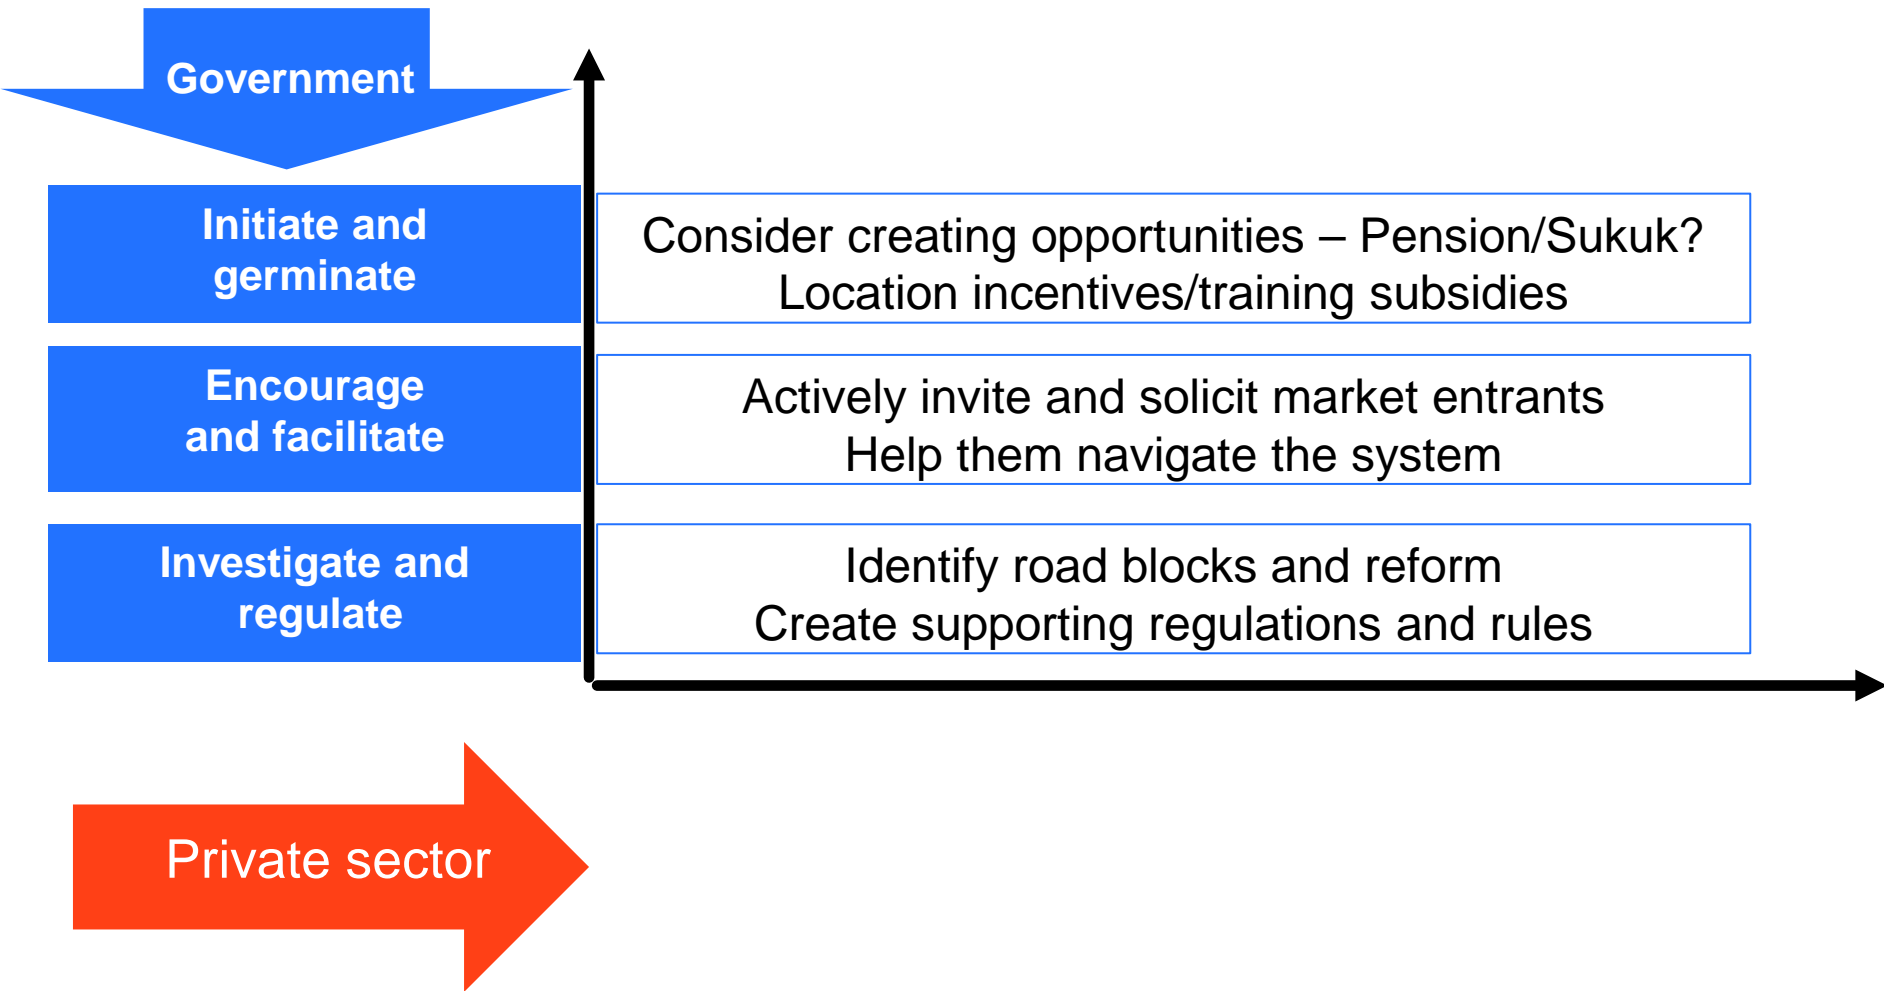 Government
Initiate and
germinate
Consider creating opportunities – Pension/Sukuk?
Location incentives/training subsidies
Encourage
and facilitate
Actively invite and solicit market entrants
Help them navigate the system
Investigate and
regulate
Identify road blocks and reform
Create supporting regulations and rules
Private sector